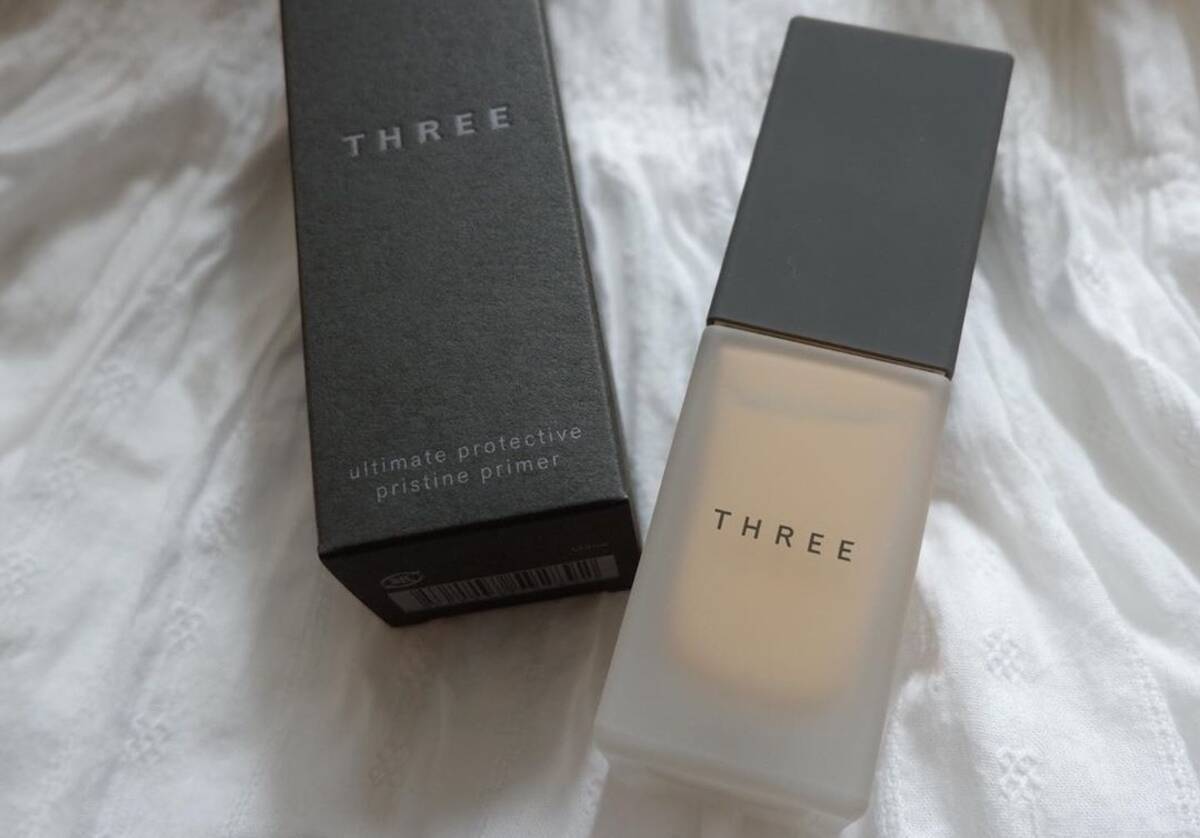 THREE
ultimate protective
pristine primer
THREE